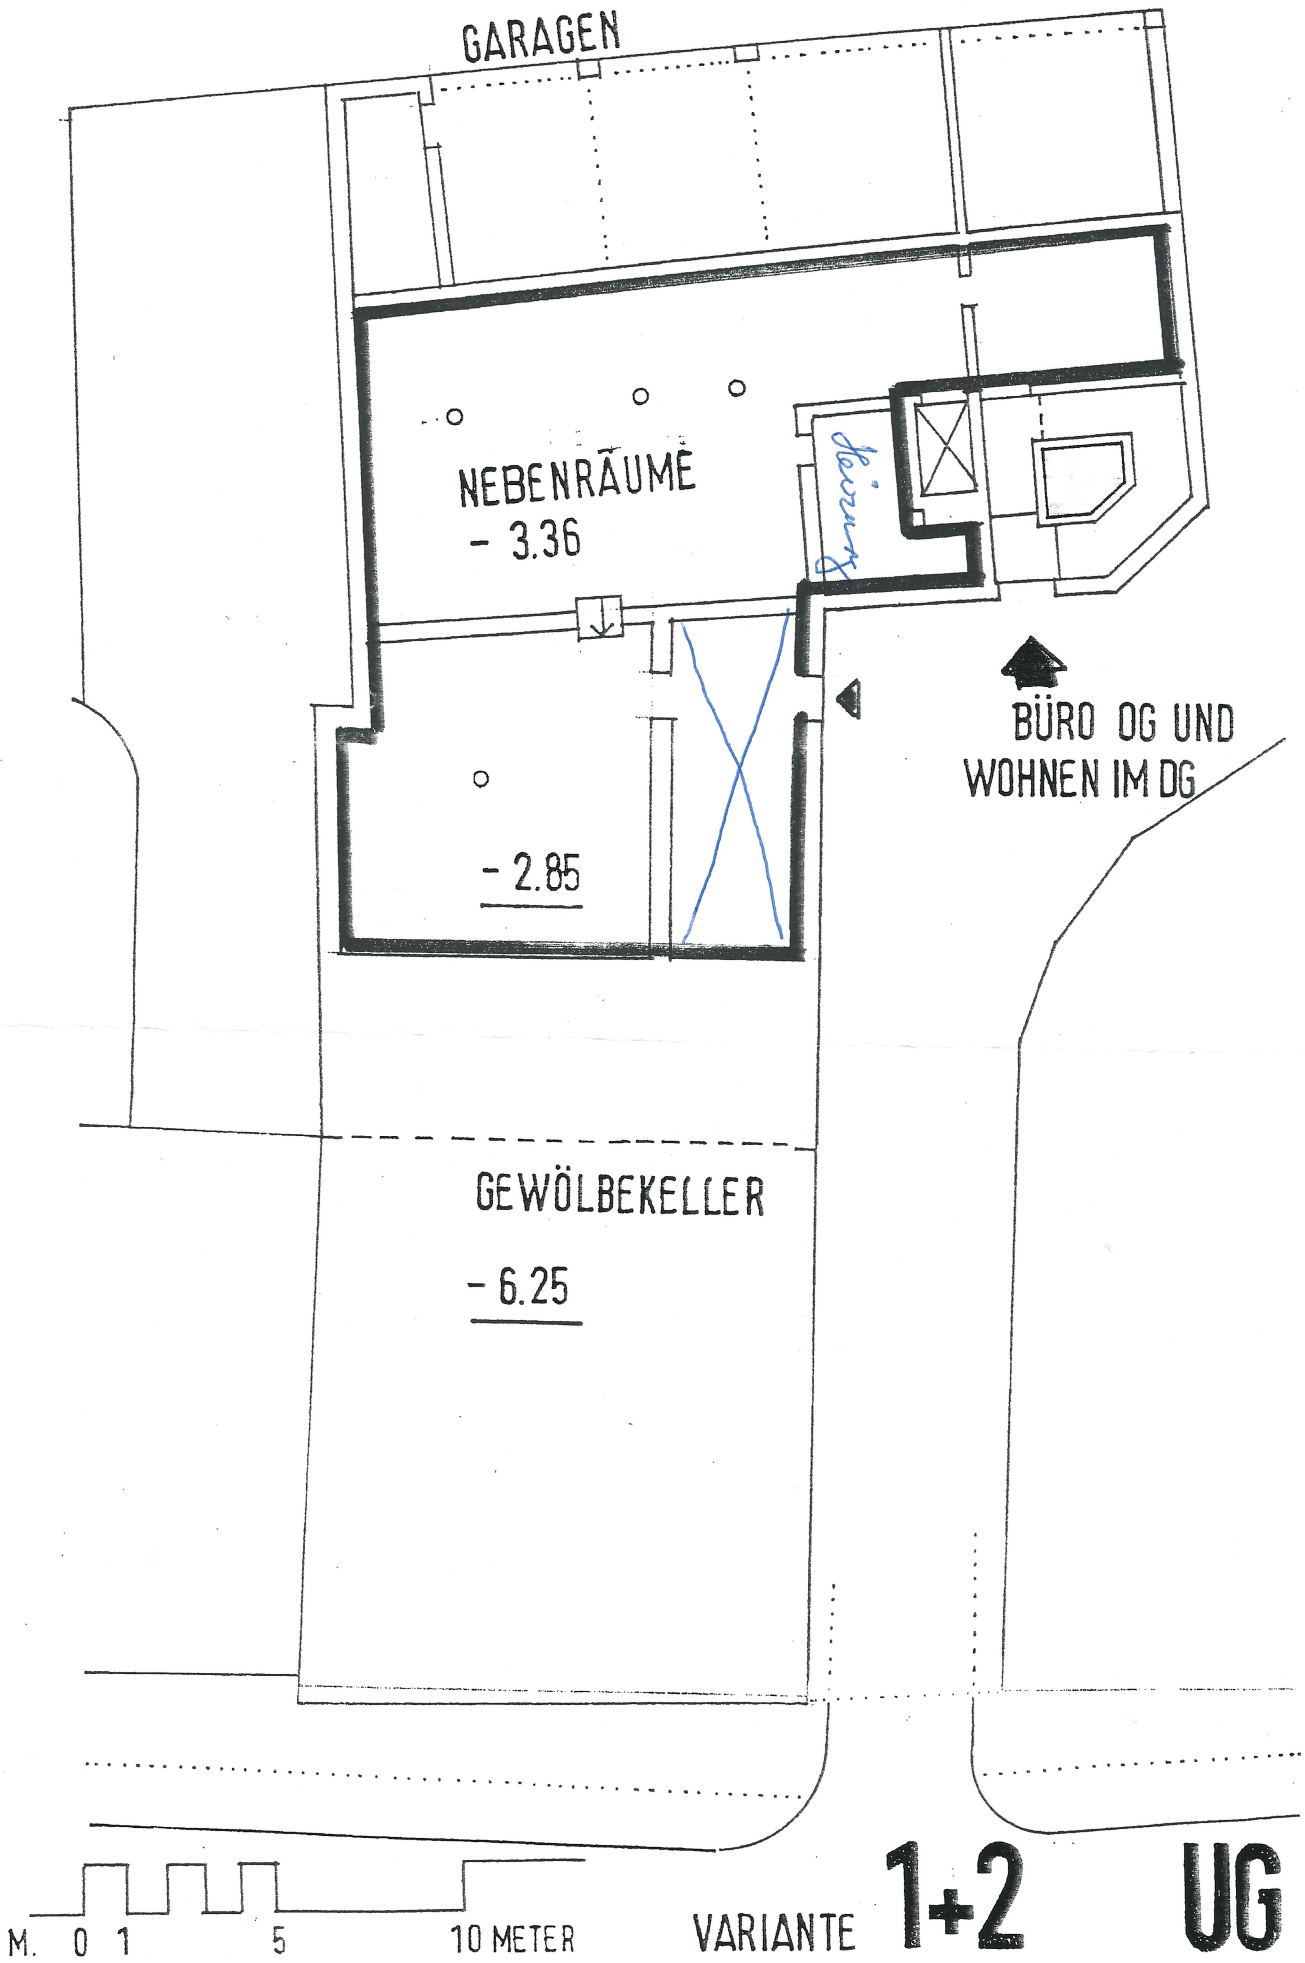 GARAGEN
NEBENRÄUME
- 3.36
Heizung
BÜRO OG UND
WOHNEN IM DG
- 2.85
GEWÖLBEKELLER
- 6.25
M. 0 1 5 10 METER
VARIANTE 1+2 UG